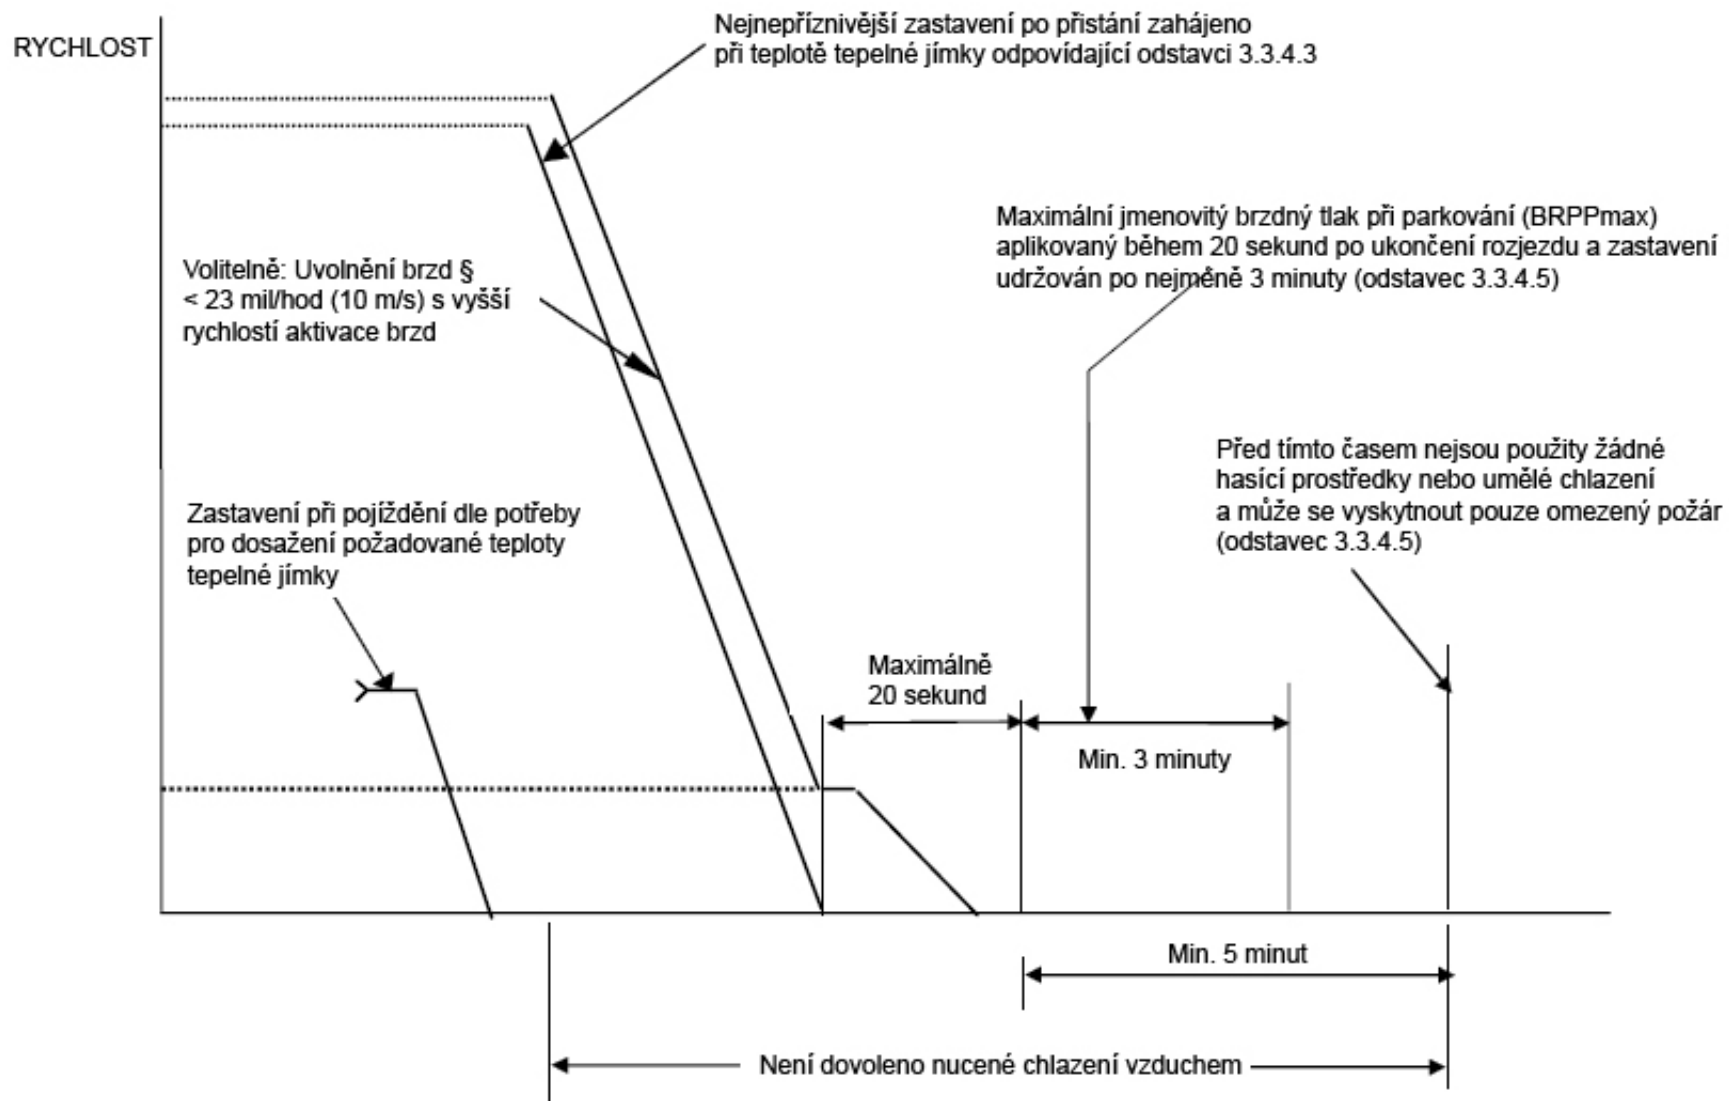 RYCHLOST
Nejnepříznivější zastavení po přistání zahájeno
při teplotě tepelné jímky odpovídající odstavci 3.3.4.3
Maximální jmenovitý brzdný tlak při parkování (BRPPmax)
aplikovaný během 20 sekund po ukončení rozjezdu a zastavení
udržován po nejméně 3 minuty (odstavec 3.3.4.5)
Volitelně: Uvolnění brzd §
< 23 mil/hod (10 m/s) s vyšší
rychlostí aktivace brzd
Před tímto časem nejsou použity žádné
hasící prostředky nebo umělé chlazení
a může se vyskytnout pouze omezený požár
(odstavec 3.3.4.5)
Zastavení při pojíždění dle potřeby
pro dosažení požadované teploty
tepelné jímky
Maximálně
20 sekund
Min. 3 minuty
Min. 5 minut
Není dovoleno nucené chlazení vzduchem